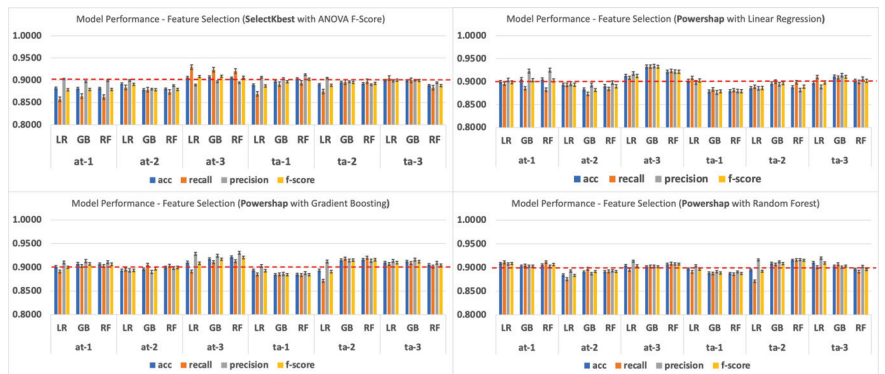 Model Performance - Feature Selection (SelectKbest with ANOVA F-Score)
1.0000
0.9500
0.9000
0.8500
0.8000
LR GB RF LR GB RF LR GB RF LR GB RF LR GB RF LR GB RF
at-1 at-2 at-3 ta-1 ta-2 ta-3
acc recall precision f-score
Model Performance - Feature Selection (Powershap with Linear Regression)
1.0000
0.9500
0.9000
0.8500
0.8000
LR GB RF LR GB RF LR GB RF LR GB RF LR GB RF LR GB RF
at-1 at-2 at-3 ta-1 ta-2 ta-3
acc recall precision f-score
Model Performance - Feature Selection (Powershap with Gradient Boosting)
1.0000
0.9500
0.9000
0.8500
0.8000
LR GB RF LR GB RF LR GB RF LR GB RF LR GB RF LR GB RF
at-1 at-2 at-3 ta-1 ta-2 ta-3
acc recall precision f-score
Model Performance - Feature Selection (Powershap with Random Forest)
1.0000
0.9500
0.9000
0.8500
0.8000
LR GB RF LR GB RF LR GB RF LR GB RF LR GB RF LR GB RF
at-1 at-2 at-3 ta-1 ta-2 ta-3
acc recall precision f-score